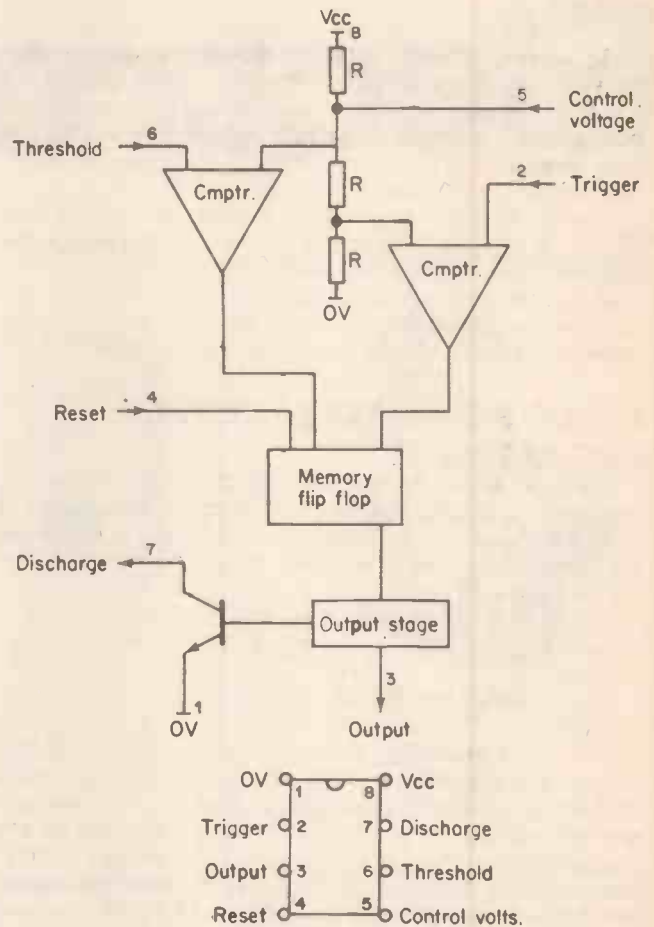 Vcc
8
R
5
Control
voltage
6
Threshold
Cmptr.
R
2
Trigger
R
Cmptr.
OV
4
Reset
Memory
flip flop
7
Discharge
Output stage
3
1
OV
Output
OV 1 8 Vcc
Trigger 2 7 Discharge
Output 3 6 Threshold
Reset 4 5 Control volts.